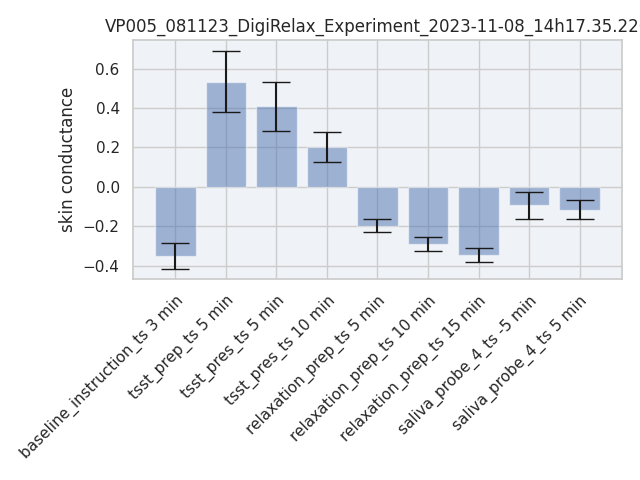 VP005_081123_DigiRelax_Experiment_2023-11-08_14h17.35.22
skin conductance
0.6
0.4
0.2
0.0
−0.2
−0.4
baseline_instruction_ts 3 min
tsst_prep_ts 5 min
tsst_pres_ts 5 min
tsst_pres_ts 10 min
relaxation_prep_ts 5 min
relaxation_prep_ts 10 min
relaxation_prep_ts 15 min
saliva_probe_4_ts -5 min
saliva_probe_4_ts 5 min